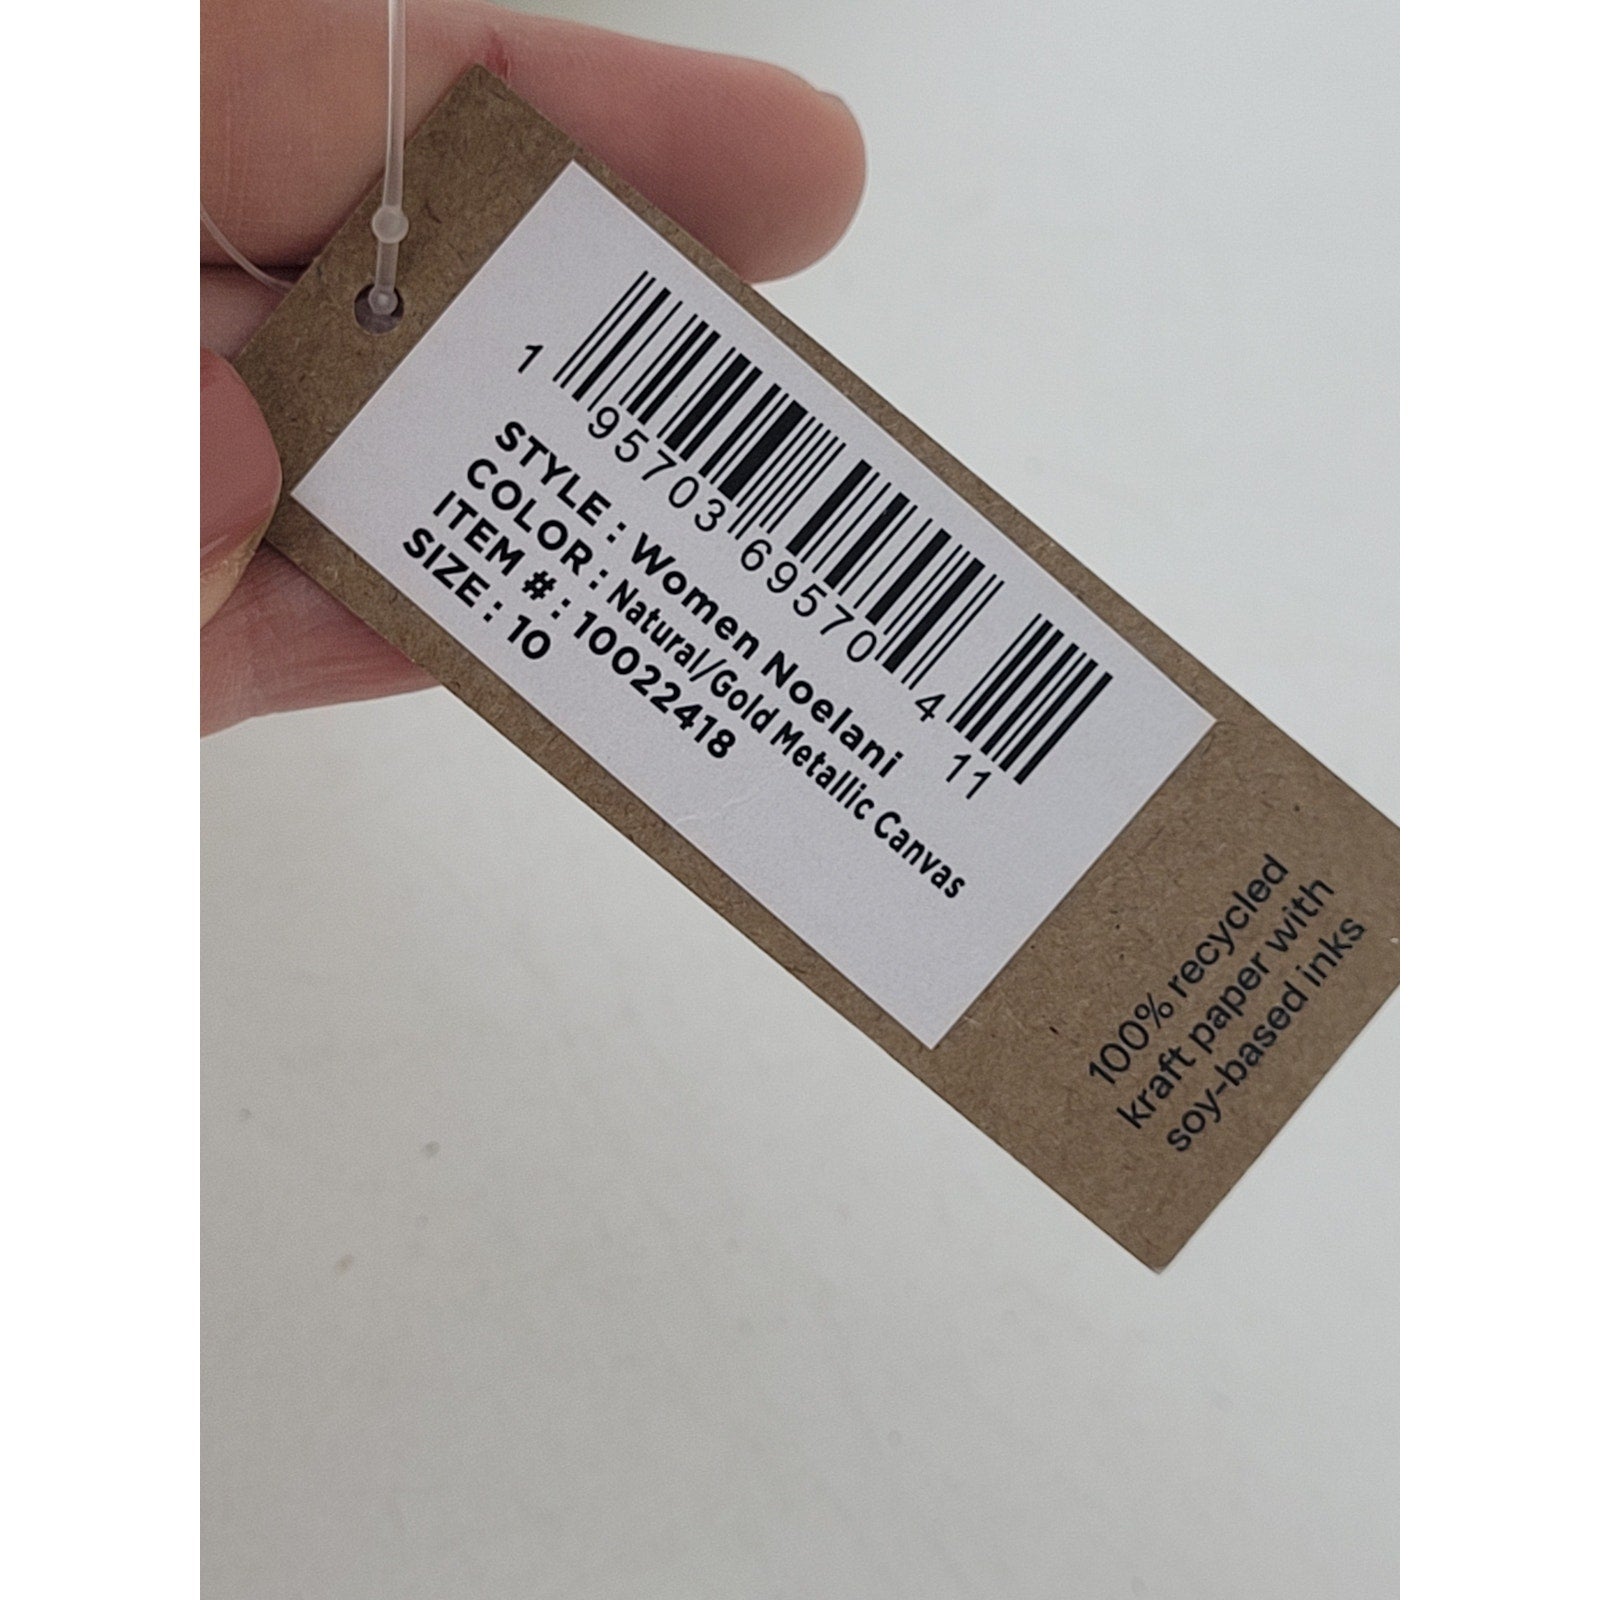 1 95703 69570 4 11
STYLE : Women Noelani
COLOR : Natural/Gold Metallic Canvas
ITEM # : 10022418
SIZE : 10
100% recycled
kraft paper with
soy-based inks